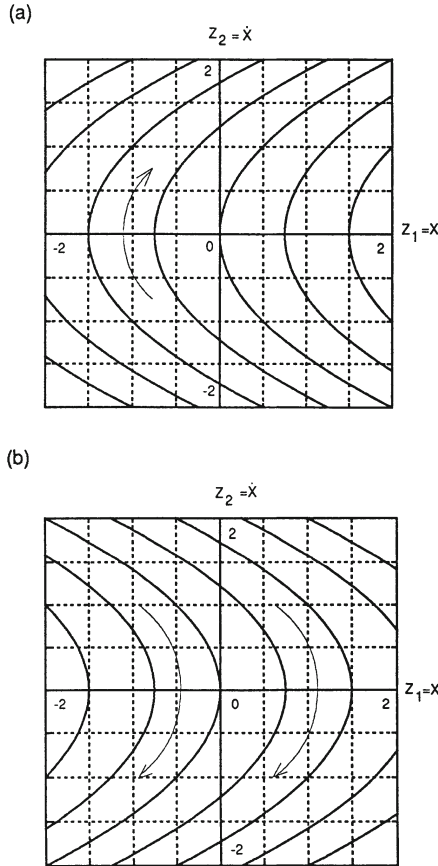 (a)
Z2 = Ẋ
2
-2
0
2
Z1 = X
-2
(b)
Z2 = Ẋ
2
-2
0
2
Z1 = X
-2